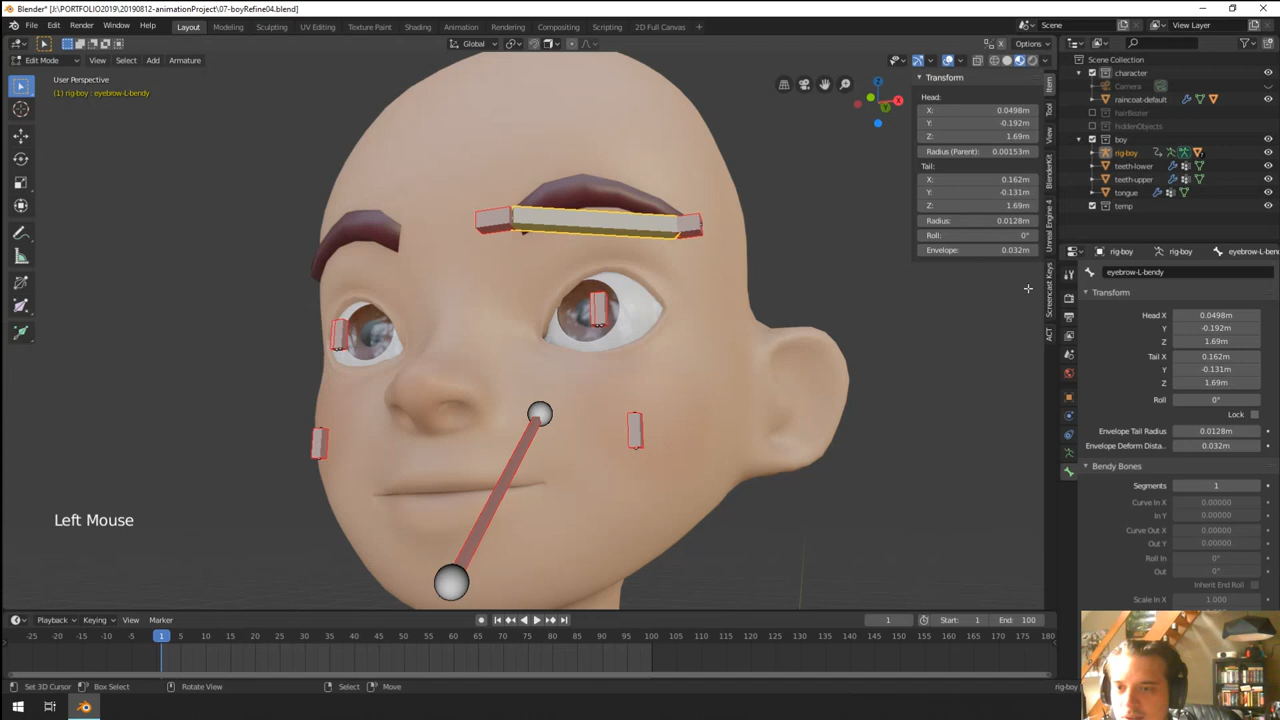 Blender* [J:\PORTFOLIO2019\20190812-animationProject\07-boyRefine04.blend]
File Edit Render Window Help Layout Modeling Sculpting UV Editing Texture Paint Shading Animation Rendering Compositing Scripting 2D Full Canvas + Scene View Layer
Global Options
Edit Mode View Select Add Armature
User Perspective
(1) rig-boy : eyebrow-L-bendy
Transform
Head:
X: 0.0498m
Y: -0.192m
Z: 1.69m
Radius (Parent): 0.00153m
Tail:
X: 0.162m
Y: -0.131m
Z: 1.69m
Radius: 0.0128m
Roll: 0°
Envelope: 0.032m
Item
Tool
View
BlenderKit
Unreal Engine 4
Screencast Keys
ACT
Scene Collection
character
Camera
raincoat-default
hairBezier
hiddenObjects
boy
rig-boy
teeth-lower
teeth-upper
tongue
temp
rig-boy rig-boy eyebrow-L-bendy
eyebrow-L-bendy
Transform
Head X 0.0498m
Y -0.192m
Z 1.69m
Tail X 0.162m
Y -0.131m
Z 1.69m
Roll 0°
Lock
Envelope Tail Radius 0.0128m
Envelope Deform Dista.. 0.032m
Bendy Bones
Segments 1
Curve In X 0.00000
In Y 0.00000
Curve Out X 0.00000
Out Y 0.00000
Roll In 0°
Out 0°
Inherit End Roll
Scale In X 1.000
Left Mouse
Playback Keying View Marker 1 Start: 1 End: 100
-25 -20 -15 -10 -5 1 5 10 15 20 25 30 35 40 45 50 55 60 65 70 75 80 85 90 95 100 105 110 115 120 125 130 135 140 145 150 155 160 165 170 175 180
Set 3D Cursor Box Select Rotate View Select Move rig-boy